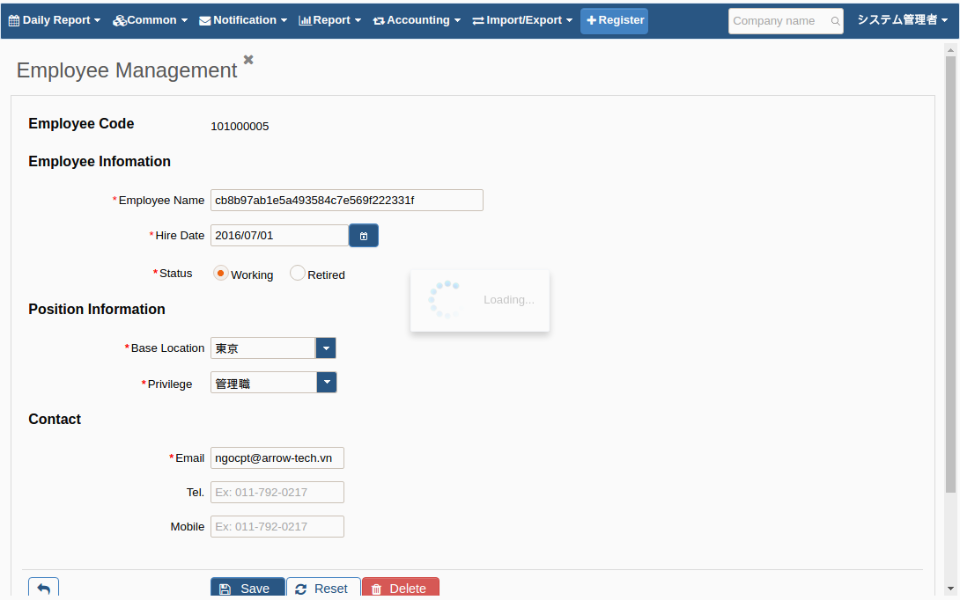 Daily Report Common Notification Report Accounting Import/Export Register Company name システム管理者
Employee Management
Employee Code 101000005
Employee Infomation
*Employee Name cb8b97ab1e5a493584c7e569f222331f
*Hire Date 2016/07/01
*Status Working Retired
Loading...
Position Information
*Base Location 東京
*Privilege 管理職
Contact
*Email ngocpt@arrow-tech.vn
Tel. Ex: 011-792-0217
Mobile Ex: 011-792-0217
Save Reset Delete